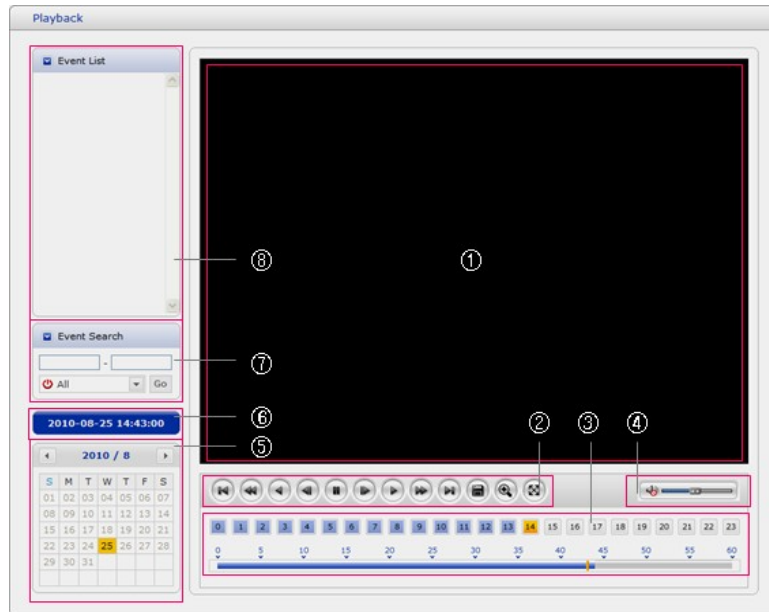 Playback
Event List
⑧
①
Event Search
-
All Go
⑦
2010-08-25 14:43:00
⑥
② ③ ④
⑤
2010 / 8
S M T W T F S
01 02 03 04 05 06 07
08 09 10 11 12 13 14
15 16 17 18 19 20 21
22 23 24 25 26 27 28
29 30 31
0 1 2 3 4 5 6 7 8 9 10 11 12 13 14 15 16 17 18 19 20 21 22 23
0 5 10 15 20 25 30 35 40 45 50 55 60